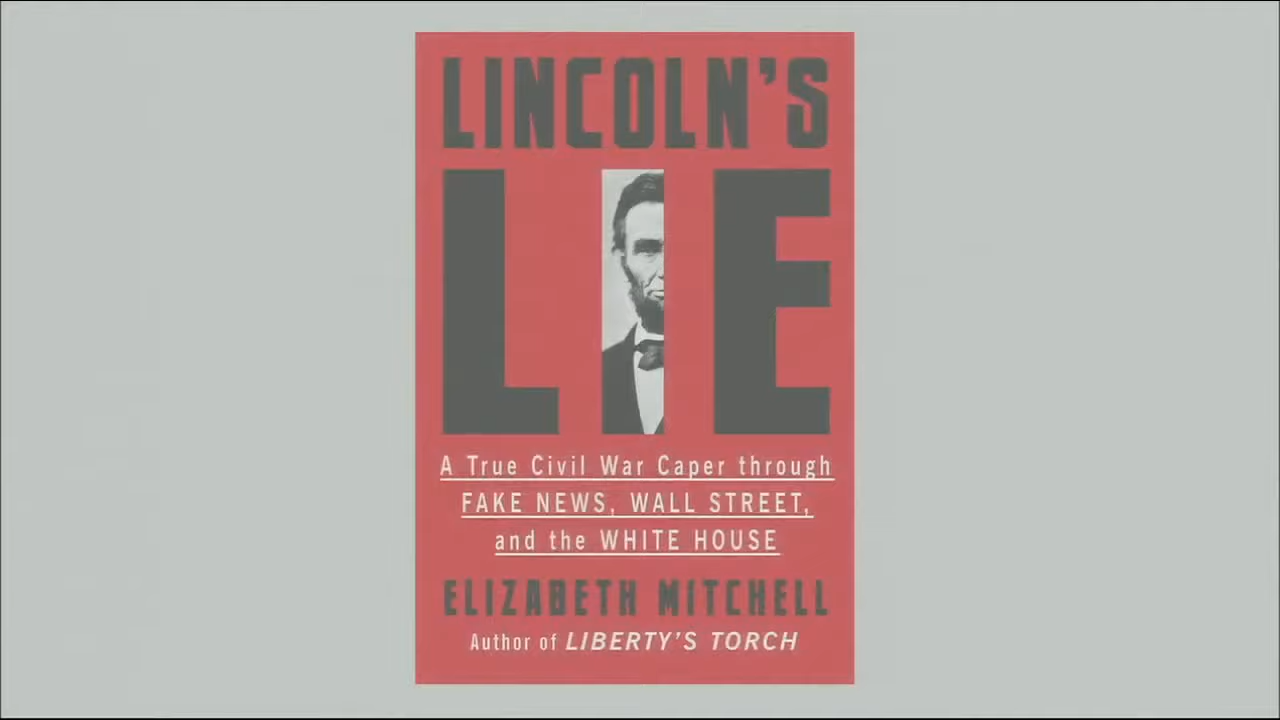 LINCOLN'S
LIE
A True Civil War Caper through
FAKE NEWS, WALL STREET,
and the WHITE HOUSE
ELIZABETH MITCHELL
Author of LIBERTY'S TORCH